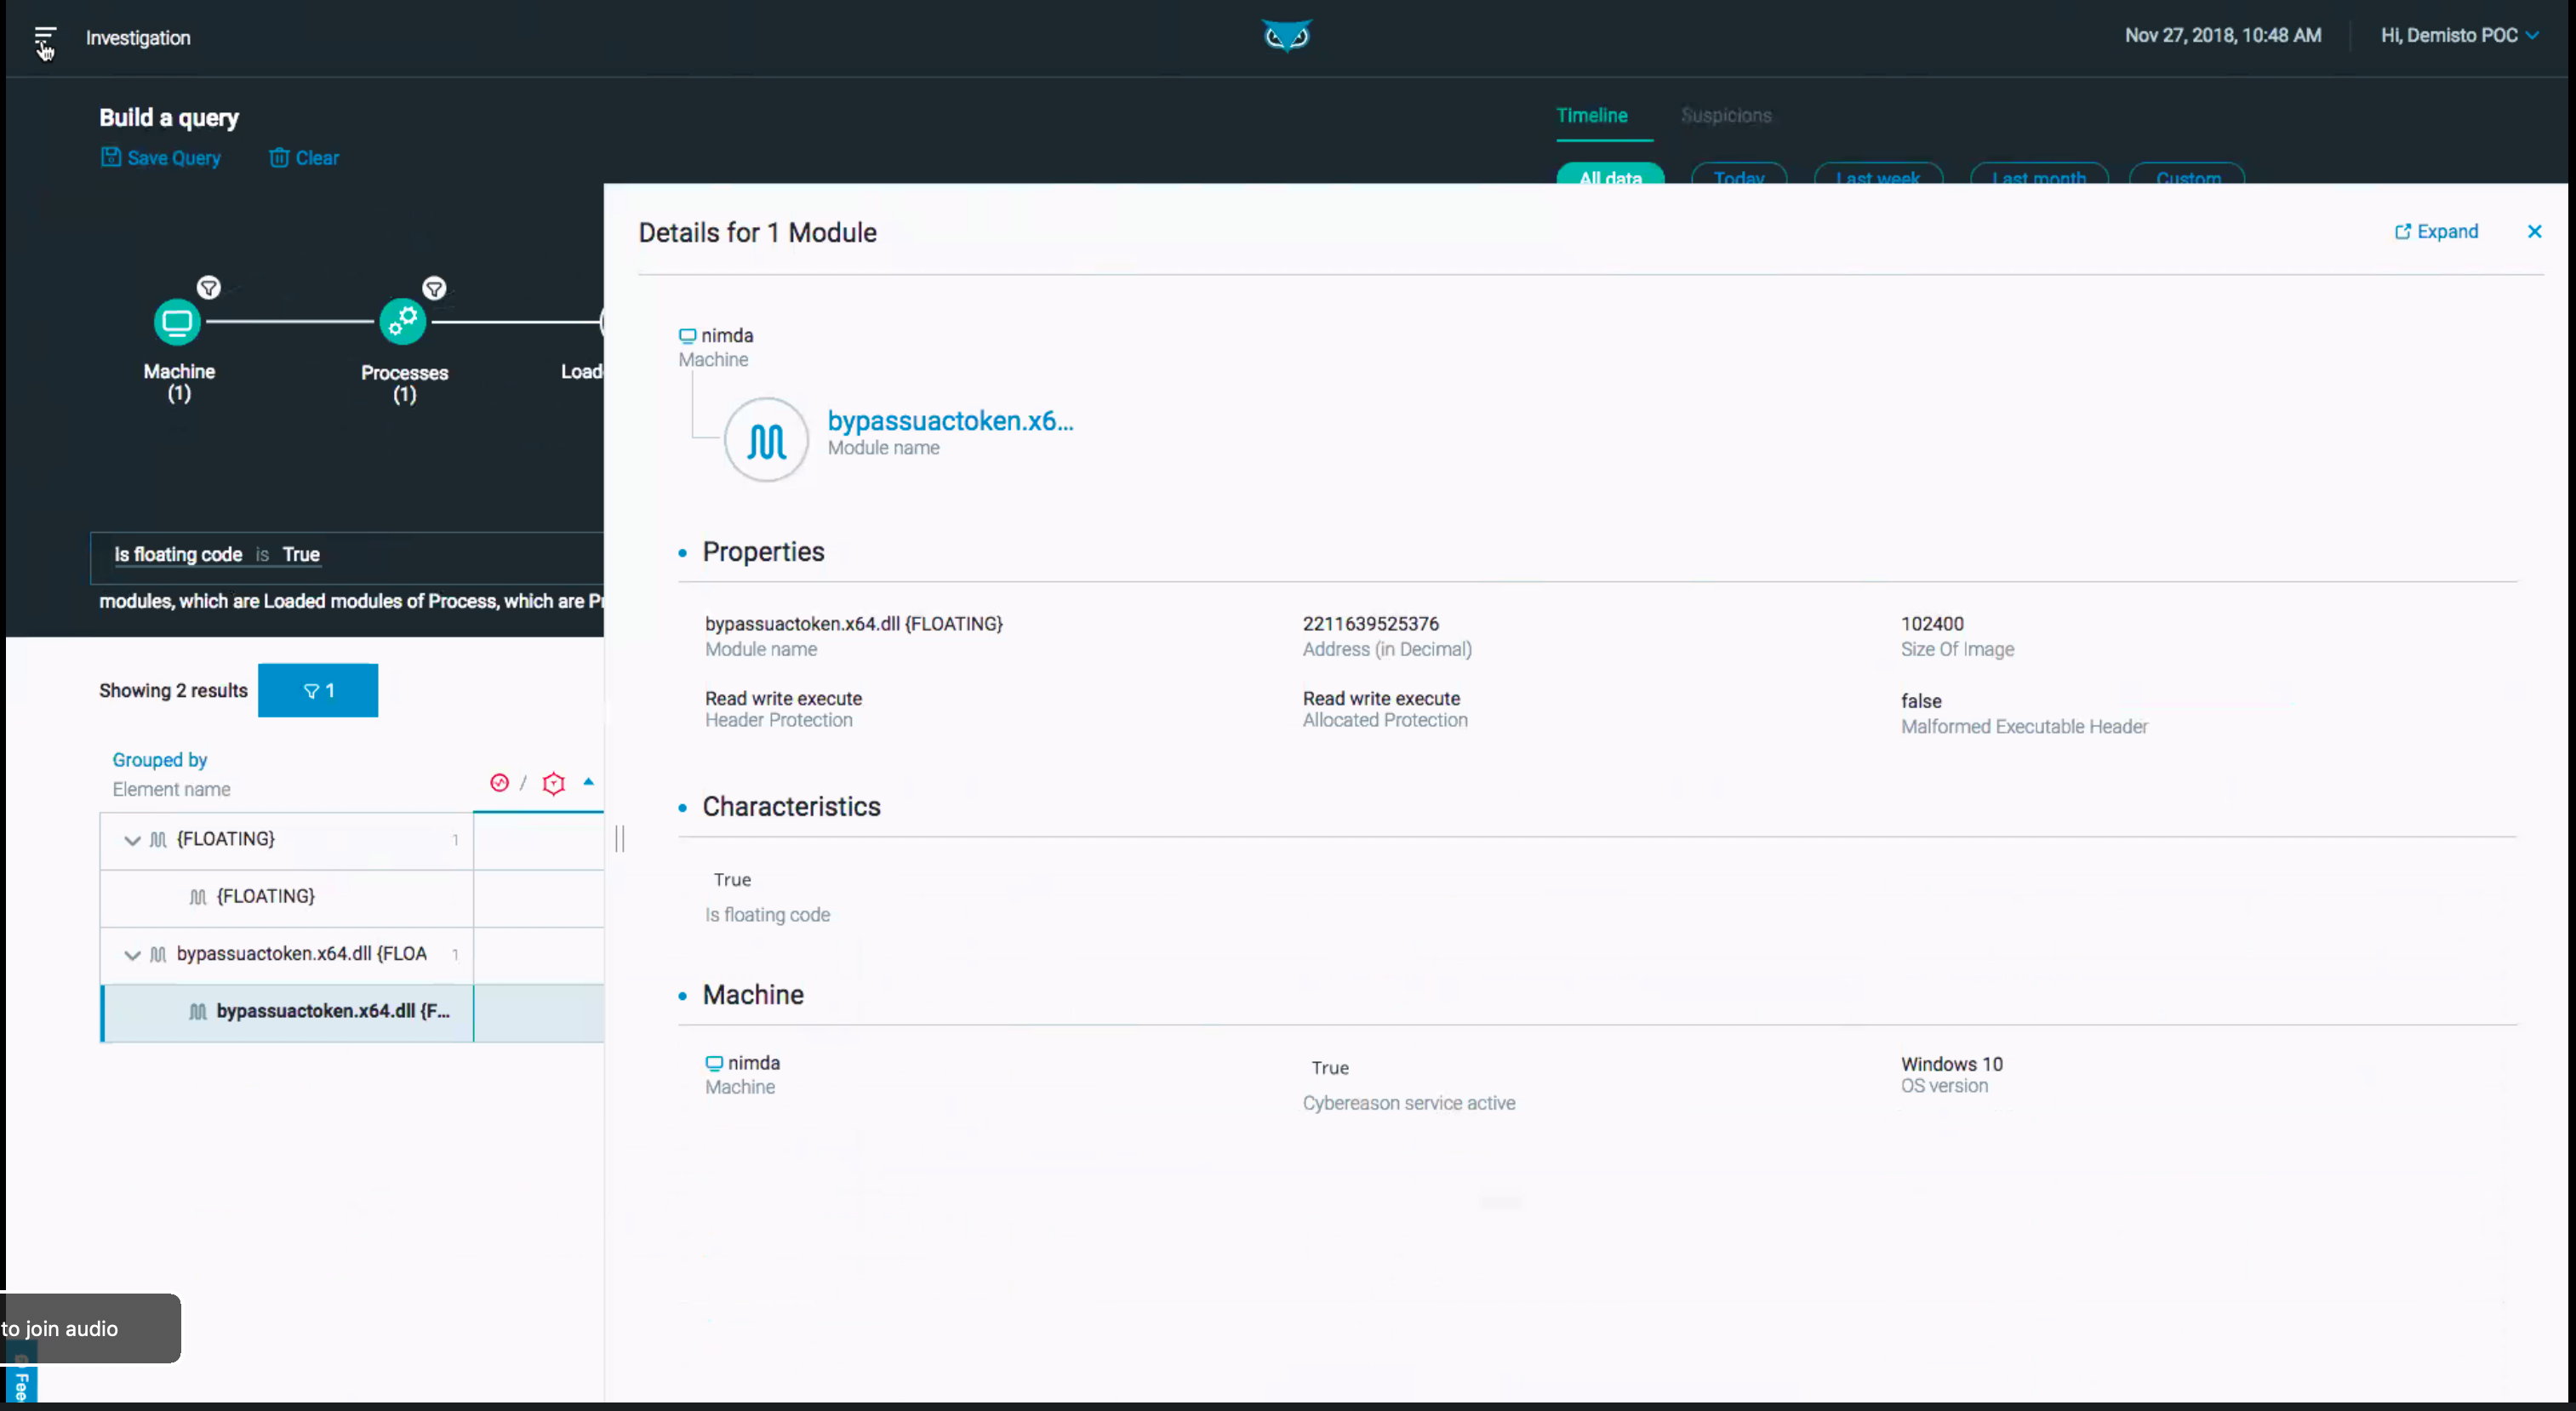 Investigation
Nov 27, 2018, 10:48 AM
Hi, Demisto POC
Build a query
Save Query
Clear
Timeline
Suspicions
All data
Today
Last week
Last month
Custom
Machine
(1)
Processes
(1)
Load
Is floating code is True
modules, which are Loaded modules of Process, which are
Showing 2 results
1
Grouped by
Element name
/
{FLOATING} 1
{FLOATING}
bypassuactoken.x64.dll {FLOA 1
bypassuactoken.x64.dll {F...
to join audio
Fee
Details for 1 Module
Expand
nimda
Machine
bypassuactoken.x6...
Module name
Properties
bypassuactoken.x64.dll {FLOATING}
Module name
2211639525376
Address (in Decimal)
102400
Size Of Image
Read write execute
Header Protection
Read write execute
Allocated Protection
false
Malformed Executable Header
Characteristics
True
Is floating code
Machine
nimda
Machine
True
Cybereason service active
Windows 10
OS version